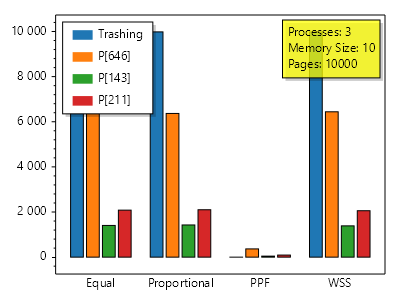 10 000
8 000
6 000
4 000
2 000
0
Trashing
P[646]
P[143]
P[211]
Processes: 3
Memory Size: 10
Pages: 10000
Equal Proportional PPF WSS